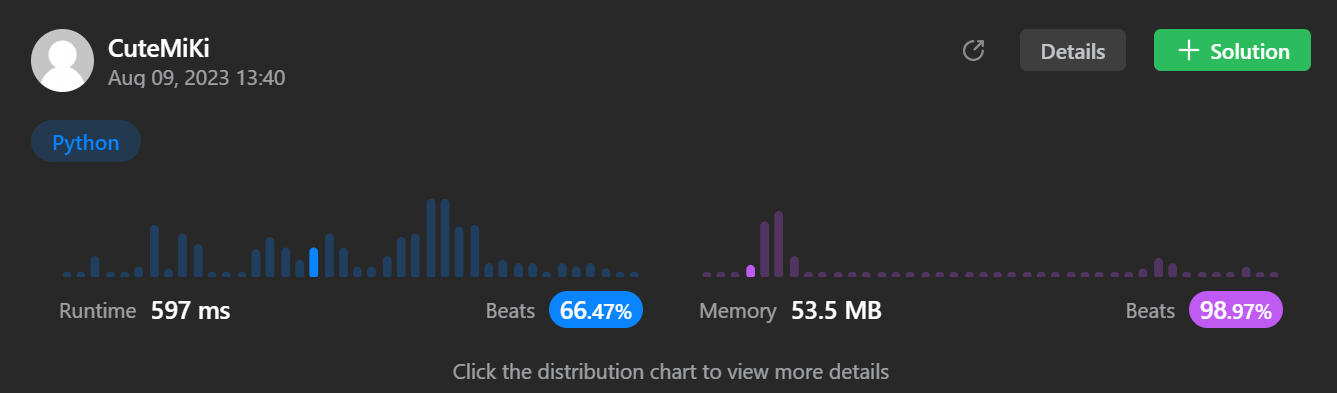 CuteMiKi
Aug 09, 2023 13:40
Details
Solution
Python
Runtime 597 ms Beats 66.47%
Memory 53.5 MB Beats 98.97%
Click the distribution chart to view more details